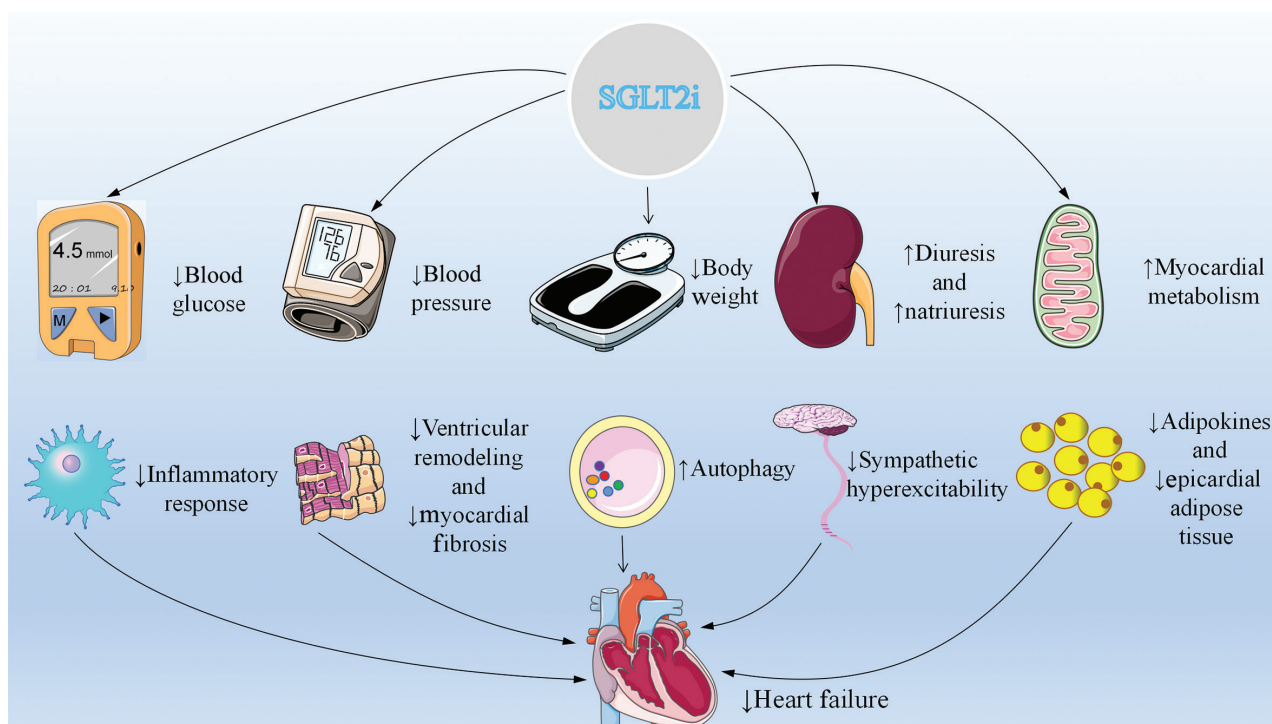 SGLT2i
4.5 mmol
20:01
M
↓Blood
glucose
126
76
↓Blood
pressure
↓Body
weight
↑Diuresis
and
↑natriuresis
↑Myocardial
metabolism
↓Inflammatory
response
↓Ventricular
remodeling
and
↓myocardial
fibrosis
↑Autophagy
↓Sympathetic
hyperexcitability
↓Adipokines
and
↓epicardial
adipose
tissue
↓Heart failure